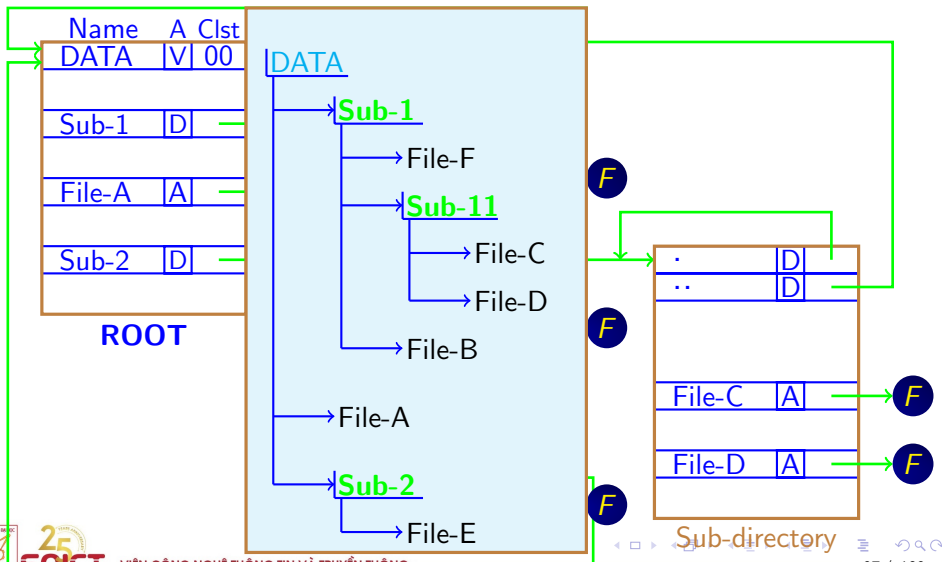 Name A Clst
DATA V 00
Sub-1 D
File-A A
Sub-2 D
ROOT
DATA
Sub-1
File-F
Sub-11
File-C
File-D
File-B
File-A
Sub-2
File-E
F
F
F
. D
.. D
File-C A F
File-D A F
Sub-directory
25